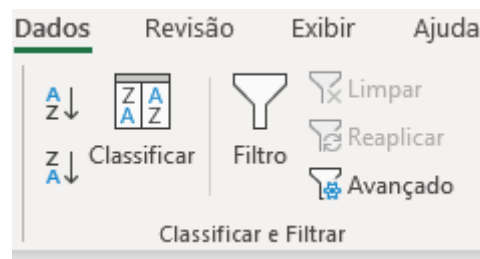 Dados Revisão Exibir Ajuda
A Z
Z A
Z A
A Z
Classificar
Filtro
Limpar
Reaplicar
Avançado
Classificar e Filtrar